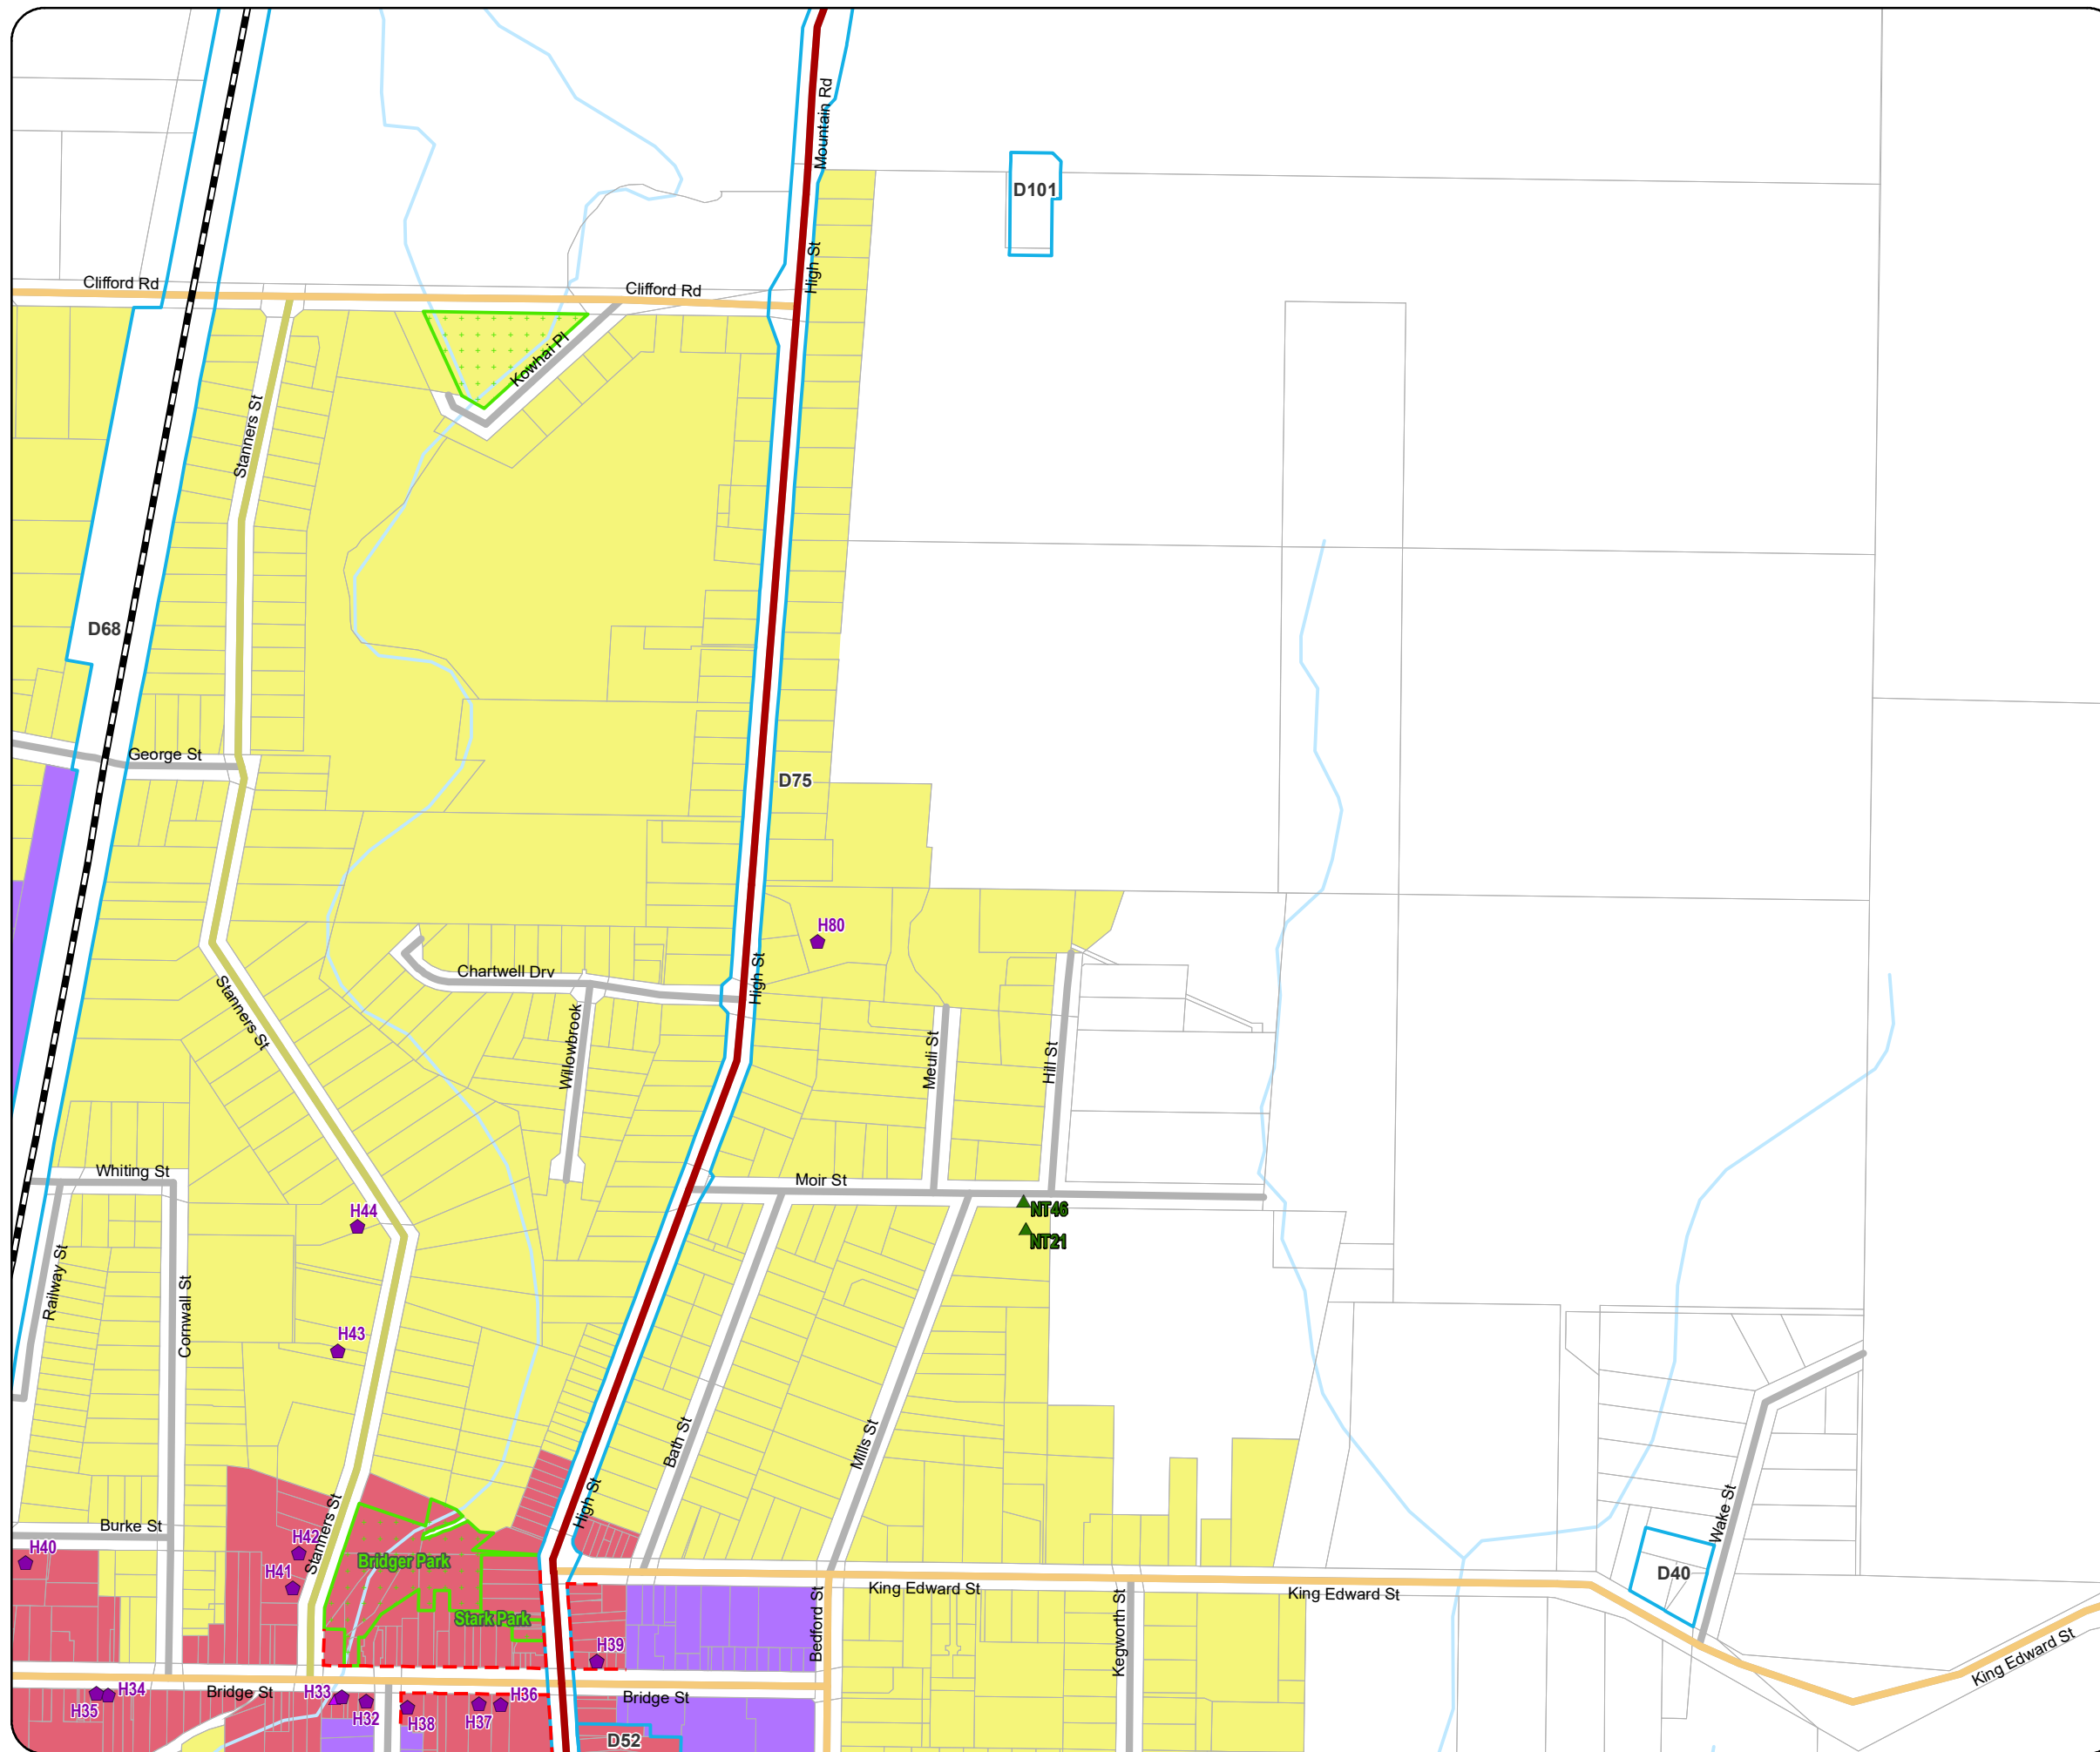 Mountain Rd
D101
High St
Clifford Rd
Clifford Rd
Kowhai Pl
Stanners St
D68
George St
D75
H80
Chartwell Drv
High St
Stanners St
Willowbrook
Meuli St
Hill St
Whiting St
Moir St
NT46
H44
NT21
Railway St
Cornwall St
H43
Bath St
Mills St
High St
Stanners St
Wake St
Burke St
H42
H40
Bridger Park
H41
D40
King Edward St
King Edward St
Stark Park
Bedford St
Kegworth St
H39
King Edward St
H34
Bridge St
H33
H36
Bridge St
H35
H32
H38
H37
D52